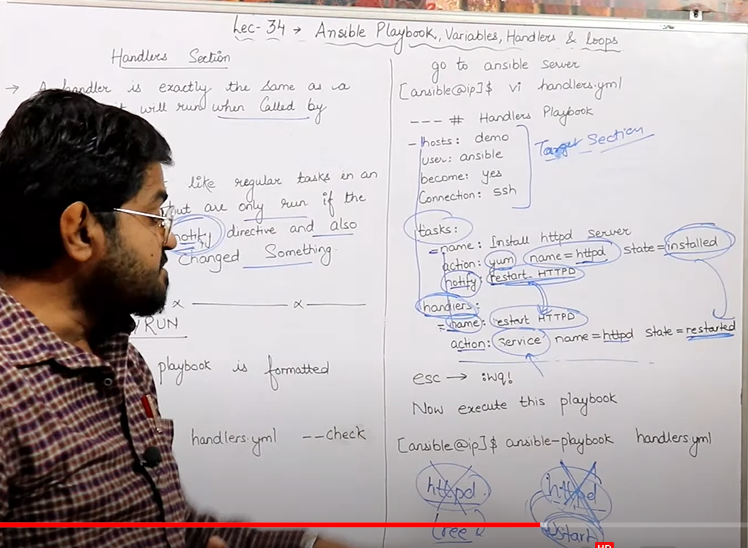 Lec-34 → Ansible Playbook, Variables, Handlers & Loops
Handlers Section
→ A handler is exactly the same as a
will run when Called by
like regular tasks in an
but are only run if the
notify directive and also
Changed Something.
RUN
playbook is formatted
handlers.yml --check
go to ansible server
[ansible@ip]$ vi handlers.yml
--- # Handlers Playbook
- hosts: demo
user: ansible
become: yes
Connection: ssh
Target Section
tasks:
- name: Install httpd Server
action: yum name=httpd state=installed
notify: restart HTTPD
handlers:
- name: restart HTTPD
action: service name=httpd state=restarted
esc → :wq!
Now execute this playbook
[ansible@ip]$ ansible-playbook handlers.yml
httpd httpd
tree
HD